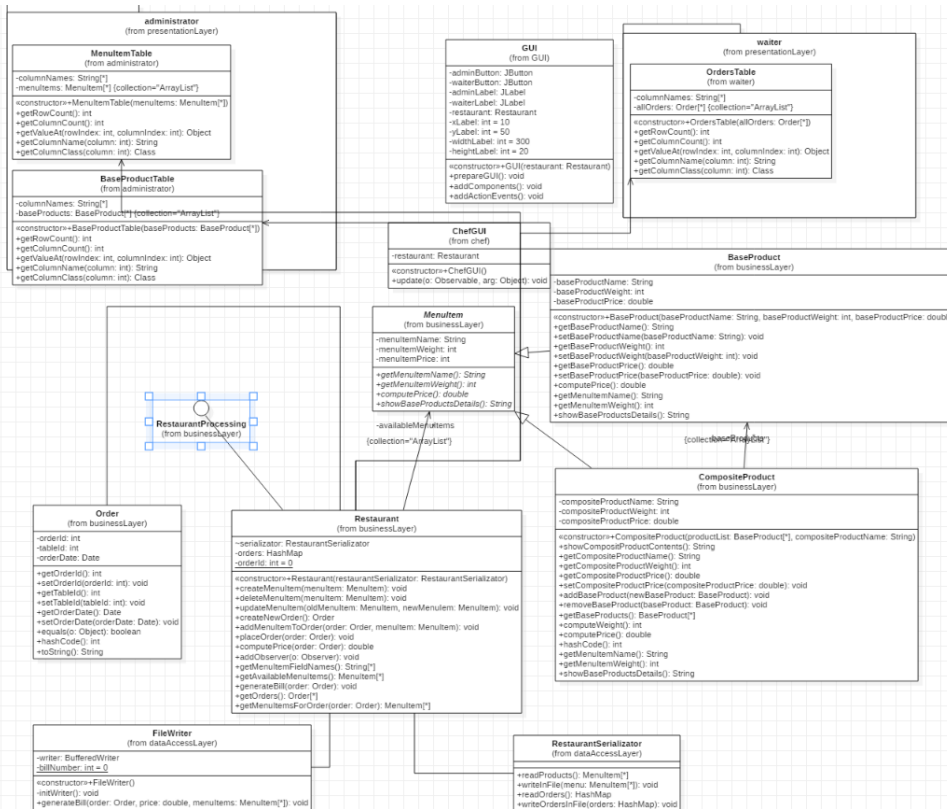 administrator
(from presentationLayer)
MenuItemTable
(from administrator)
-columnNames: String[*]
-menuItems: MenuItem[*] {collection="ArrayList"}
«constructor»+MenuItemTable(menuItems: MenuItem[*])
+getRowCount(): int
+getColumnCount(): int
+getValueAt(rowIndex: int, columnIndex: int): Object
+getColumnName(column: int): String
+getColumnClass(column: int): Class
BaseProductTable
(from administrator)
-columnNames: String[*]
-baseProducts: BaseProduct[*] {collection="ArrayList"}
«constructor»+BaseProductTable(baseProducts: BaseProduct[*])
+getRowCount(): int
+getColumnCount(): int
+getValueAt(rowIndex: int, columnIndex: int): Object
+getColumnName(column: int): String
+getColumnClass(column: int): Class
GUI
(from GUI)
-adminButton: JButton
-waiterButton: JButton
-adminLabel: JLabel
-waiterLabel: JLabel
-restaurant: Restaurant
-xLabel: int = 10
-yLabel: int = 50
-widthLabel: int = 300
-heightLabel: int = 20
«constructor»+GUI(restaurant: Restaurant)
+prepareGUI(): void
+addComponents(): void
+addActionEvents(): void
waiter
(from presentationLayer)
OrdersTable
(from waiter)
-columnNames: String[*]
-allOrders: Order[*] {collection="ArrayList"}
«constructor»+OrdersTable(allOrders: Order[*])
+getRowCount(): int
+getColumnCount(): int
+getValueAt(rowIndex: int, columnIndex: int): Object
+getColumnName(column: int): String
+getColumnClass(column: int): Class
ChefGUI
(from chef)
-restaurant: Restaurant
«constructor»+ChefGUI()
+update(o: Observable, arg: Object): void
BaseProduct
(from businessLayer)
-baseProductName: String
-baseProductWeight: int
-baseProductPrice: double
«constructor»+BaseProduct(baseProductName: String, baseProductWeight: int, baseProductPrice: doubl
+getBaseProductName(): String
+setBaseProductName(baseProductName: String): void
+getBaseProductWeight(): int
+setBaseProductWeight(baseProductWeight: int): void
+getBaseProductPrice(): double
+setBaseProductPrice(baseProductPrice: double): void
+computePrice(): double
+getMenuItemName(): String
+getMenuItemWeight(): int
+showBaseProductsDetails(): String
MenuItem
(from businessLayer)
-menuItemName: String
-menuItemWeight: int
-menuItemPrice: int
+getMenuItemName(): String
+getMenuItemWeight(): int
+computePrice(): double
+showBaseProductsDetails(): String
-availableMenuItems
{collection="ArrayList"}
RestaurantProcessing
(from businessLayer)
Order
(from businessLayer)
-orderId: int
-tableId: int
-orderDate: Date
+getOrderId(): int
+setOrderId(orderId: int): void
+getTableId(): int
+setTableId(tableId: int): void
+getOrderDate(): Date
+setOrderDate(orderDate: Date): void
+equals(o: Object): boolean
+hashCode(): int
+toString(): String
Restaurant
(from businessLayer)
~serializator: RestaurantSerializator
-orders: HashMap
-orderId: int = 0
«constructor»+Restaurant(restaurantSerializator: RestaurantSerializator)
+createMenuItem(menuItem: MenuItem): void
+deleteMenuItem(menuItem: MenuItem): void
+updateMenuItem(oldMenuItem: MenuItem, newMenuIem: MenuItem): void
+createNewOrder(): Order
+addMenuItemToOrder(order: Order, menuItem: MenuItem): void
+placeOrder(order: Order): void
+computePrice(order: Order): double
+addObserver(o: Observer): void
+getMenuItemFieldNames(): String[*]
+getAvailableMenuItems(): MenuItem[*]
+generateBill(order: Order): void
+getOrders(): Order[*]
+getMenuItemsForOrder(order: Order): MenuItem[*]
CompositeProduct
(from businessLayer)
-compositeProductName: String
-compositeProductWeight: int
-compositeProductPrice: double
«constructor»+CompositeProduct(productList: BaseProduct[*], compositeProductName: String)
+showCompositProductContents(): String
+getCompositeProductName(): String
+getCompositeProductWeight(): int
+getCompositeProductPrice(): double
+setCompositeProductPrice(compositeProductPrice: double): void
+addBaseProduct(newBaseProduct: BaseProduct): void
+removeBaseProduct(baseProduct: BaseProduct): void
+getBaseProducts(): BaseProduct[*]
+computeWeight(): int
+computePrice(): double
+hashCode(): int
+getMenuItemName(): String
+getMenuItemWeight(): int
+showBaseProductsDetails(): String
FileWriter
(from dataAccessLayer)
-writer: BufferedWriter
-billNumber: int = 0
«constructor»+FileWriter()
-initWriter(): void
+generateBill(order: Order, price: double, menuItems: MenuItem[*]): void
RestaurantSerializator
(from dataAccessLayer)
+readProducts(): MenuItem[*]
+writeInFile(menu: MenuItem[*]): void
+readOrders(): HashMap
+writeOrdersInFile(orders: HashMap): void